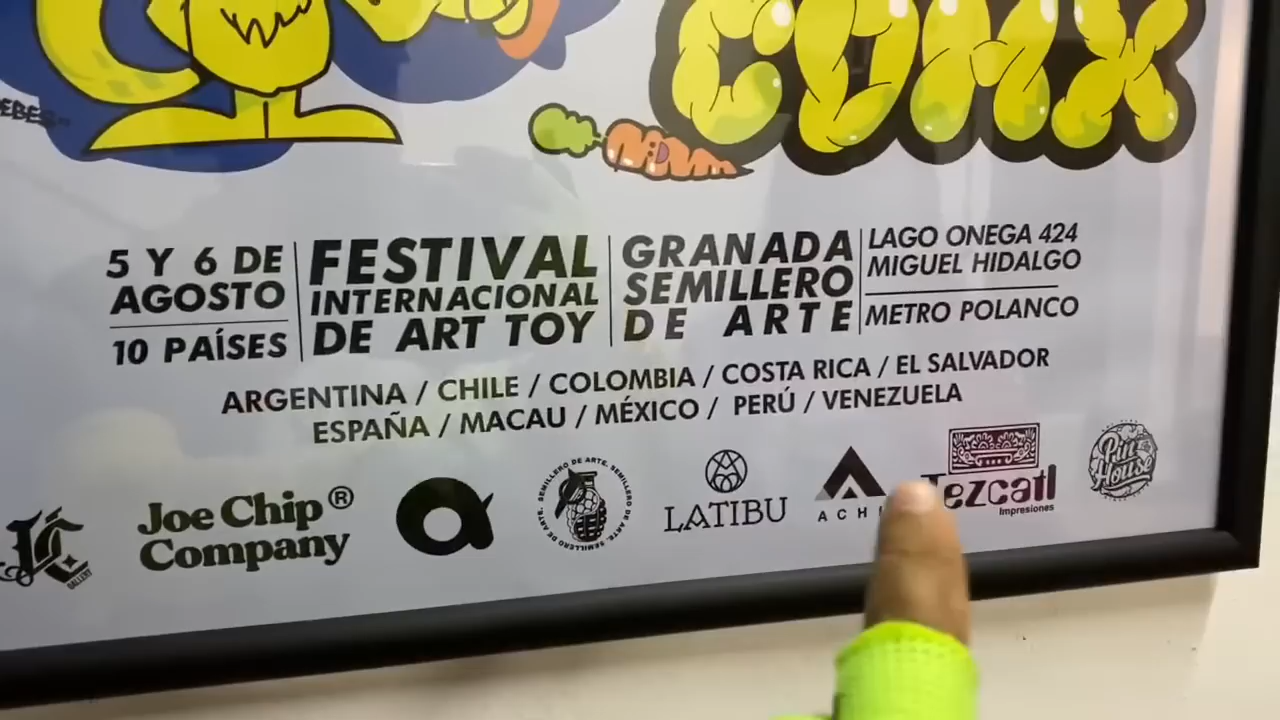 CDMX
5 Y 6 DE
AGOSTO
10 PAÍSES
FESTIVAL
INTERNACIONAL
DE ART TOY
GRANADA
SEMILLERO
DE ARTE
LAGO ONEGA 424
MIGUEL HIDALGO
METRO POLANCO
ARGENTINA / CHILE / COLOMBIA / COSTA RICA / EL SALVADOR
ESPAÑA / MACAU / MÉXICO / PERÚ / VENEZUELA
Joe Chip ®
Company
SEMILLERO DE ARTE. SEMILLERO DE ARTE. SEMILLERO DE ARTE.
LATIBU
Tezcatl
Impresiones
Pin
House